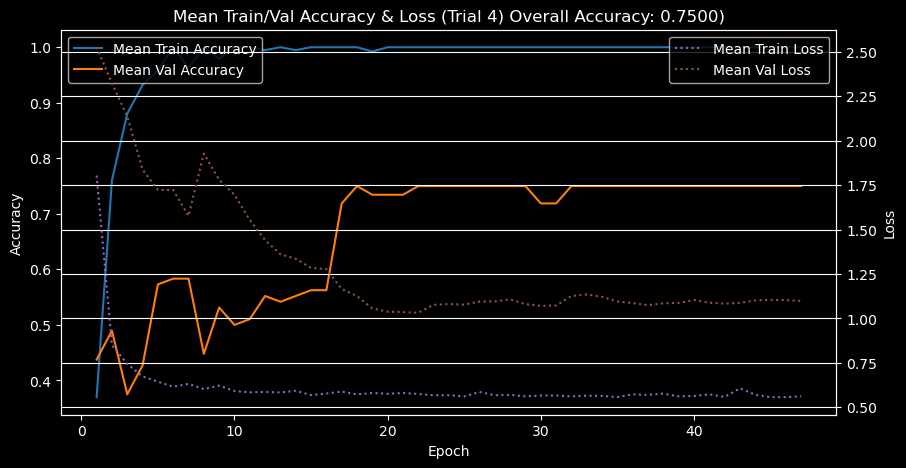 Mean Train/Val Accuracy & Loss (Trial 4) Overall Accuracy: 0.7500)
Mean Train Accuracy
Mean Val Accuracy
Mean Train Loss
Mean Val Loss
1.0
0.9
0.8
0.7
0.6
0.5
0.4
Accuracy
2.50
2.25
2.00
1.75
1.50
1.25
1.00
0.75
0.50
Loss
0 10 20 30 40
Epoch